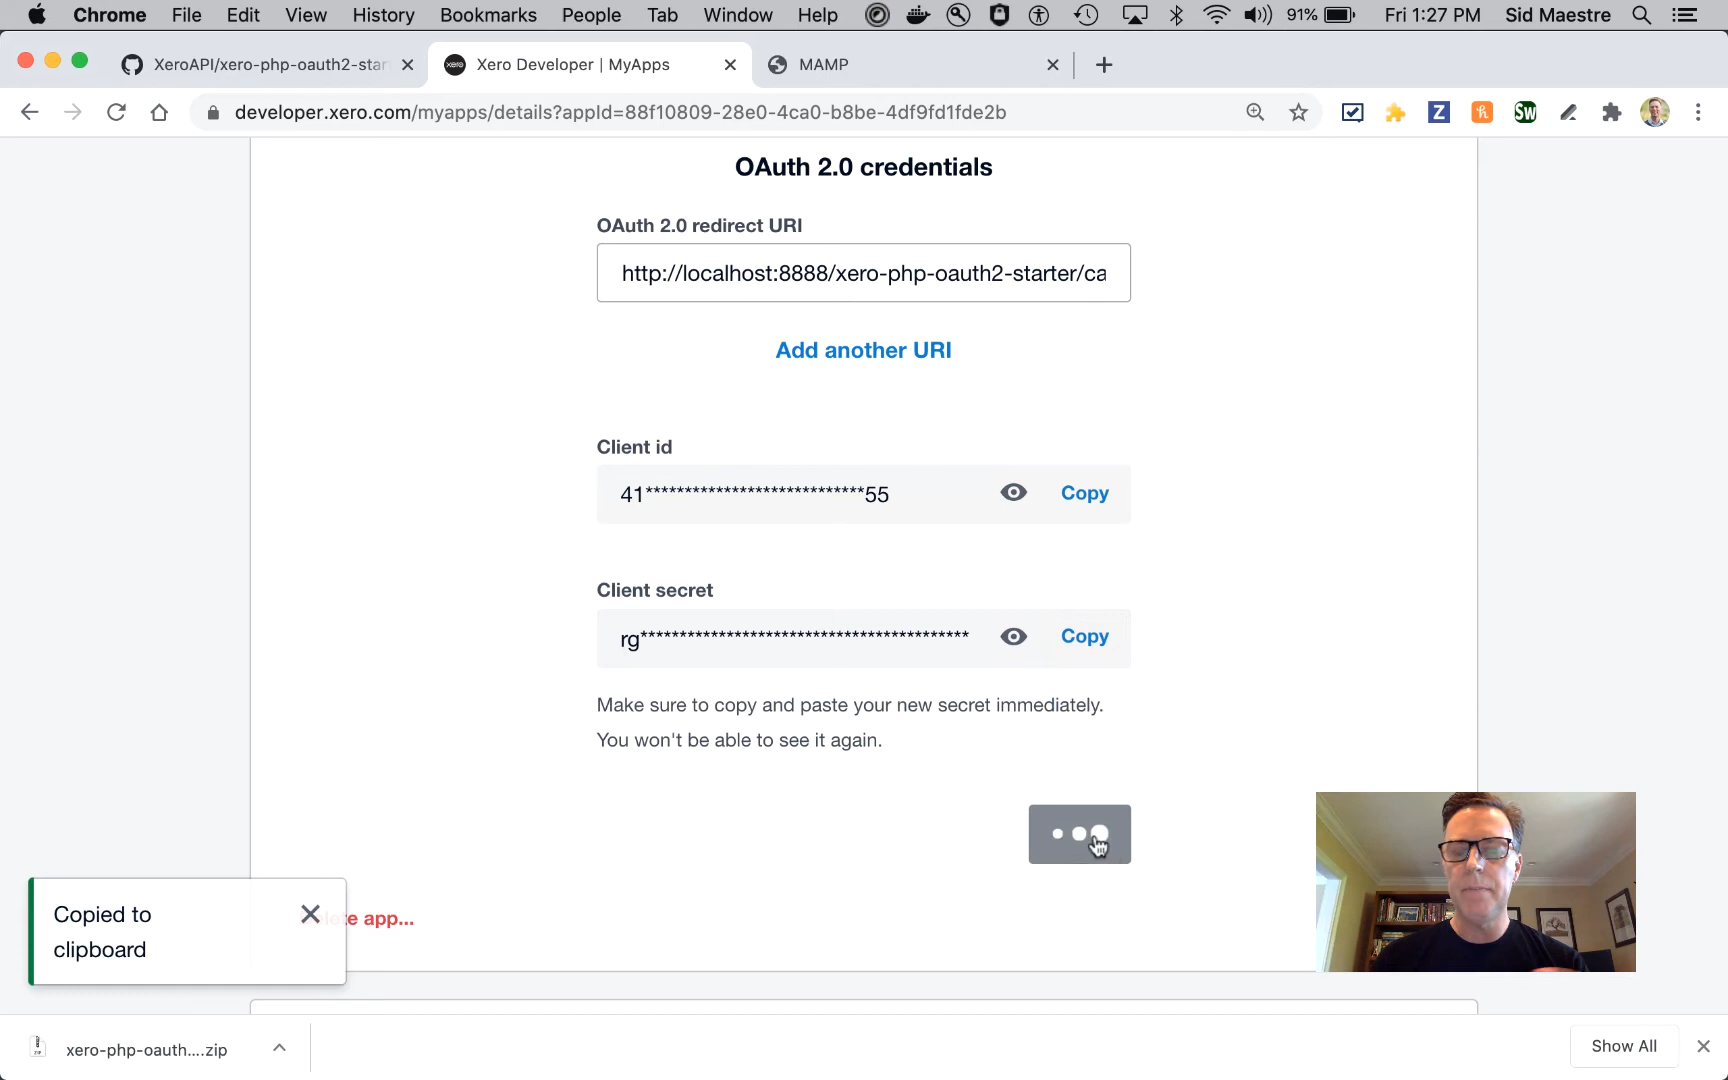 Chrome File Edit View History Bookmarks People Tab Window Help 91% Fri 1:27 PM Sid Maestre
XeroAPI/xero-php-oauth2-star xero Xero Developer | MyApps MAMP
developer.xero.com/myapps/details?appId=88f10809-28e0-4ca0-b8be-4df9fd1fde2b Z h SW
OAuth 2.0 credentials
OAuth 2.0 redirect URI
http://localhost:8888/xero-php-oauth2-starter/ca
Add another URI
Client id
41****************************55 Copy
Client secret
rg****************************************** Copy
Make sure to copy and paste your new secret immediately.
You won't be able to see it again.
Copied to
clipboard
te app...
xero-php-oauth....zip Show All